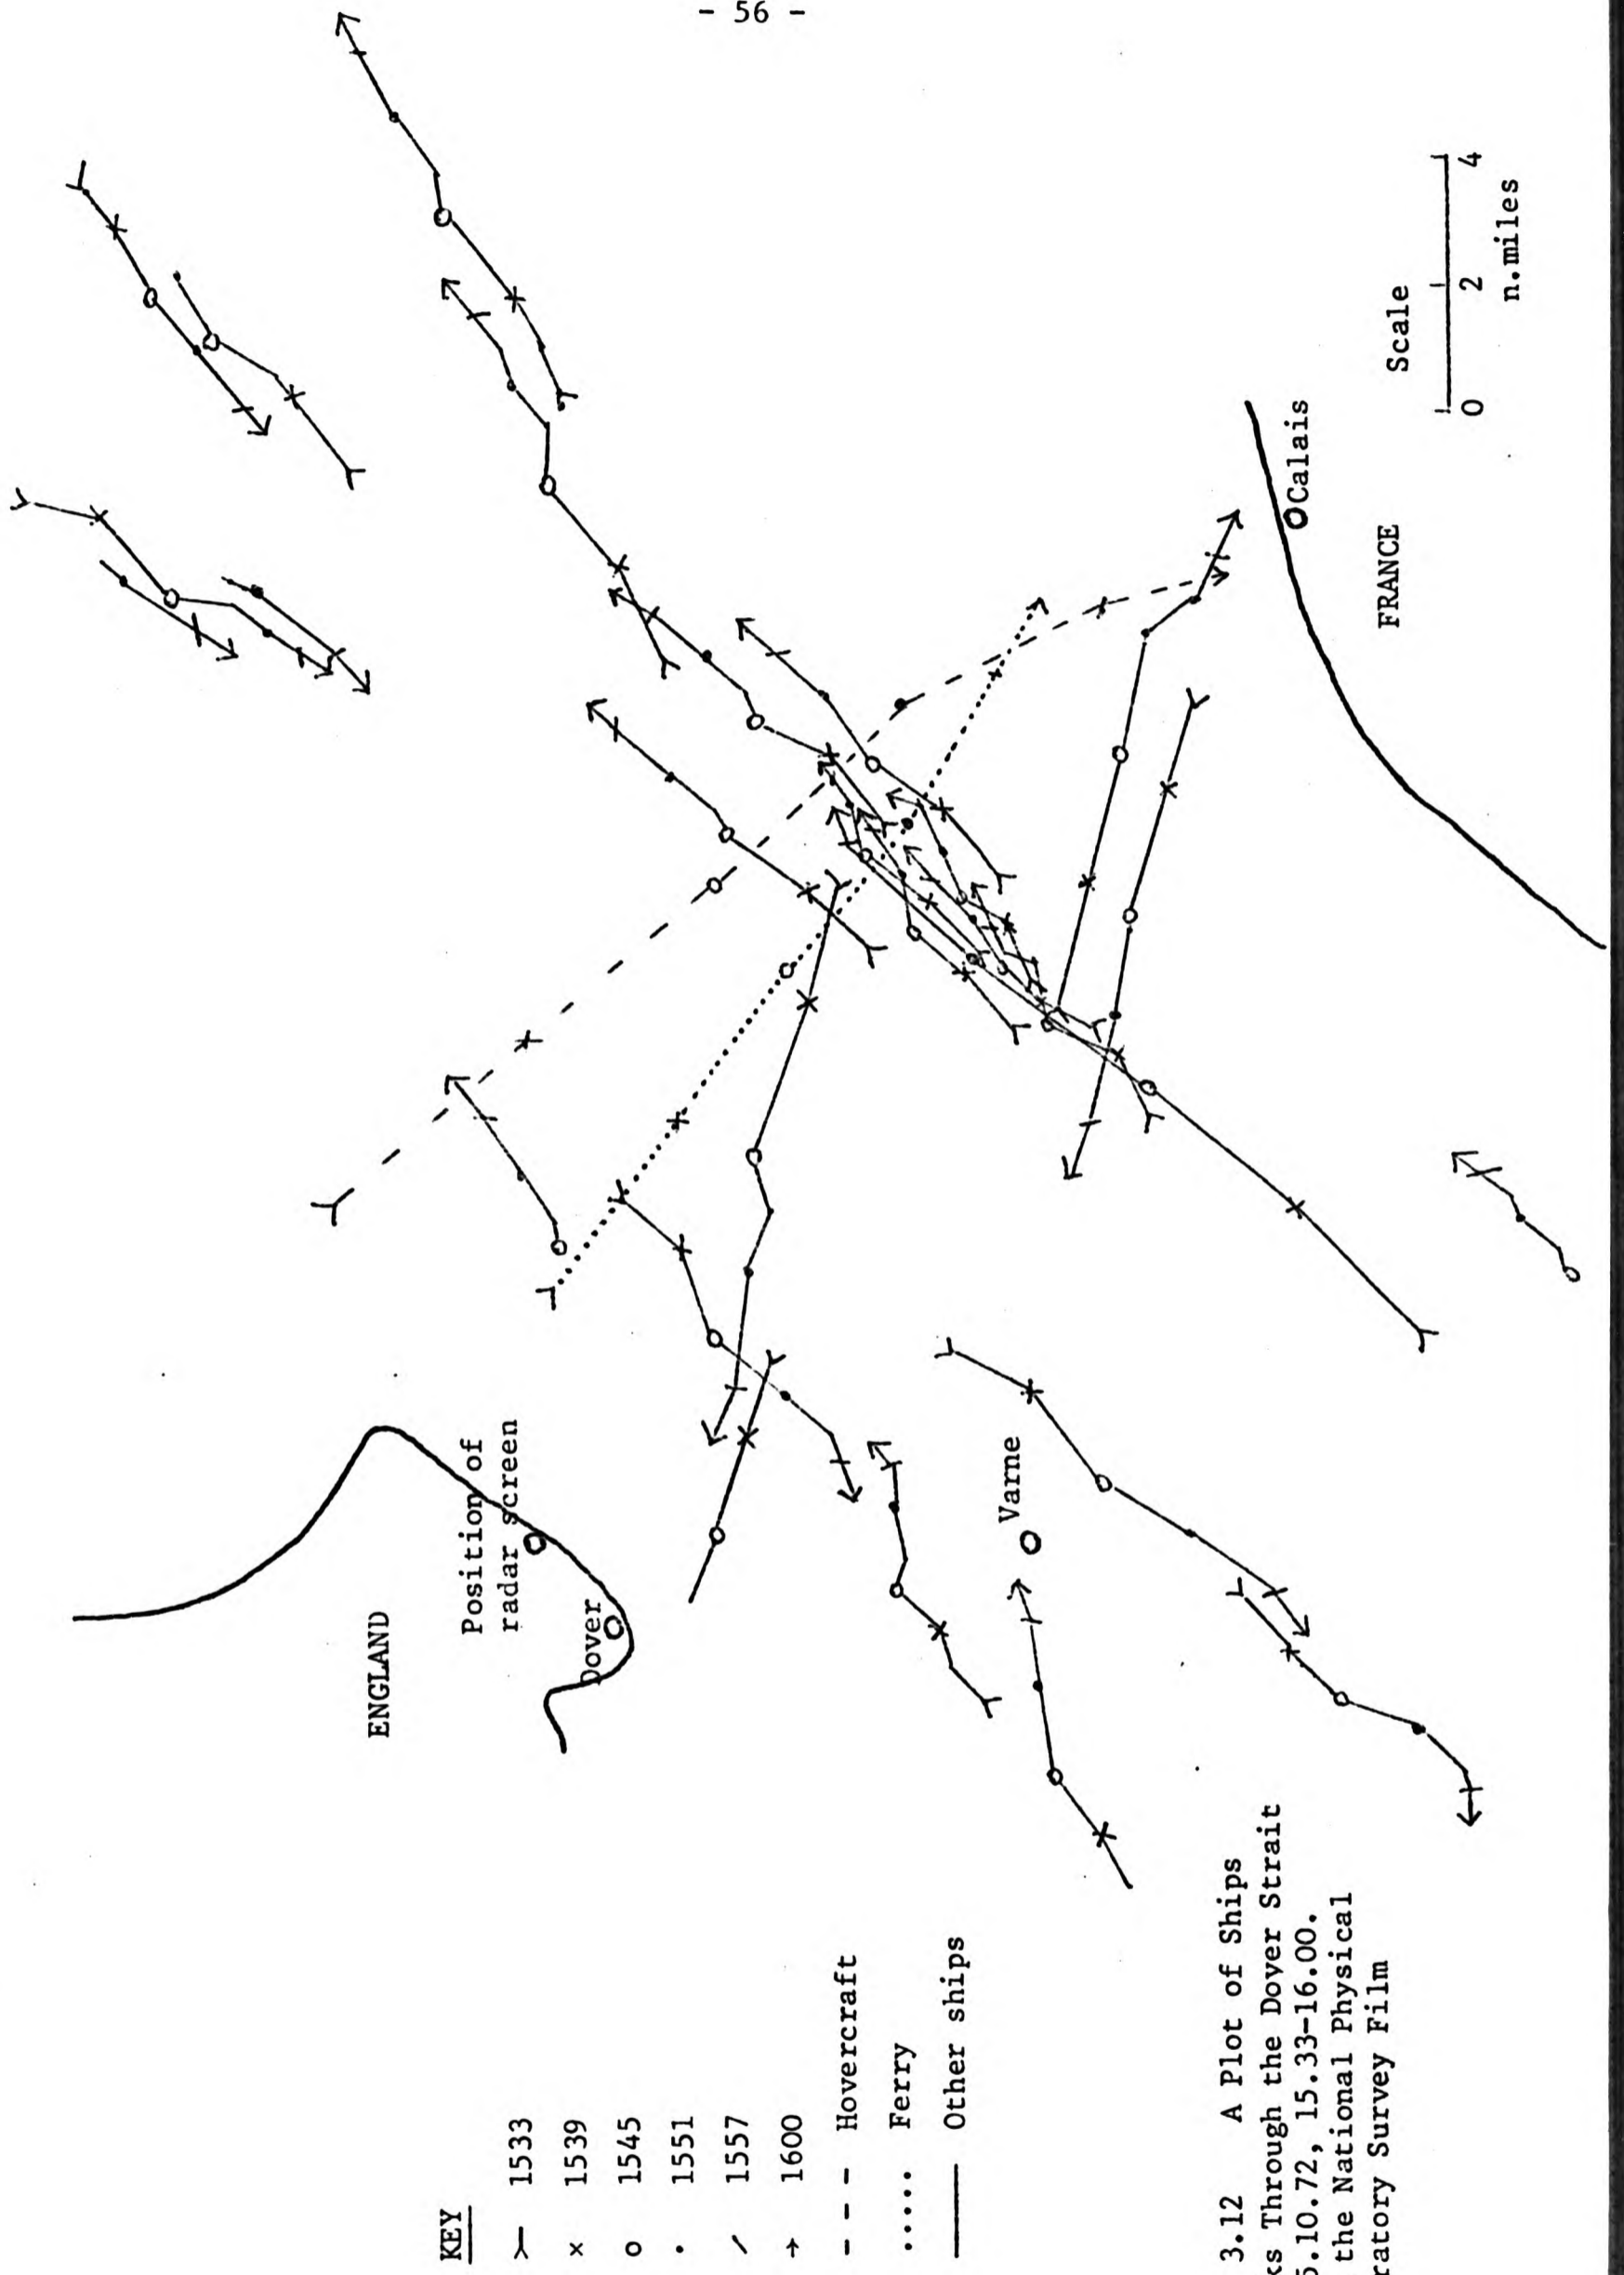 - 56 -
ENGLAND
Position of
radar screen
Dover
Varne
Calais
FRANCE
Scale
0 2 4
n.miles
KEY
1533
× 1539
o 1545
. 1551
/ 1557
→ 1600
- - - Hovercraft
..... Ferry
—— Other ships
3.12 A Plot of Ships
ks Through the Dover Strait
.10.72, 15.33-16.00.
the National Physical
ratory Survey Film